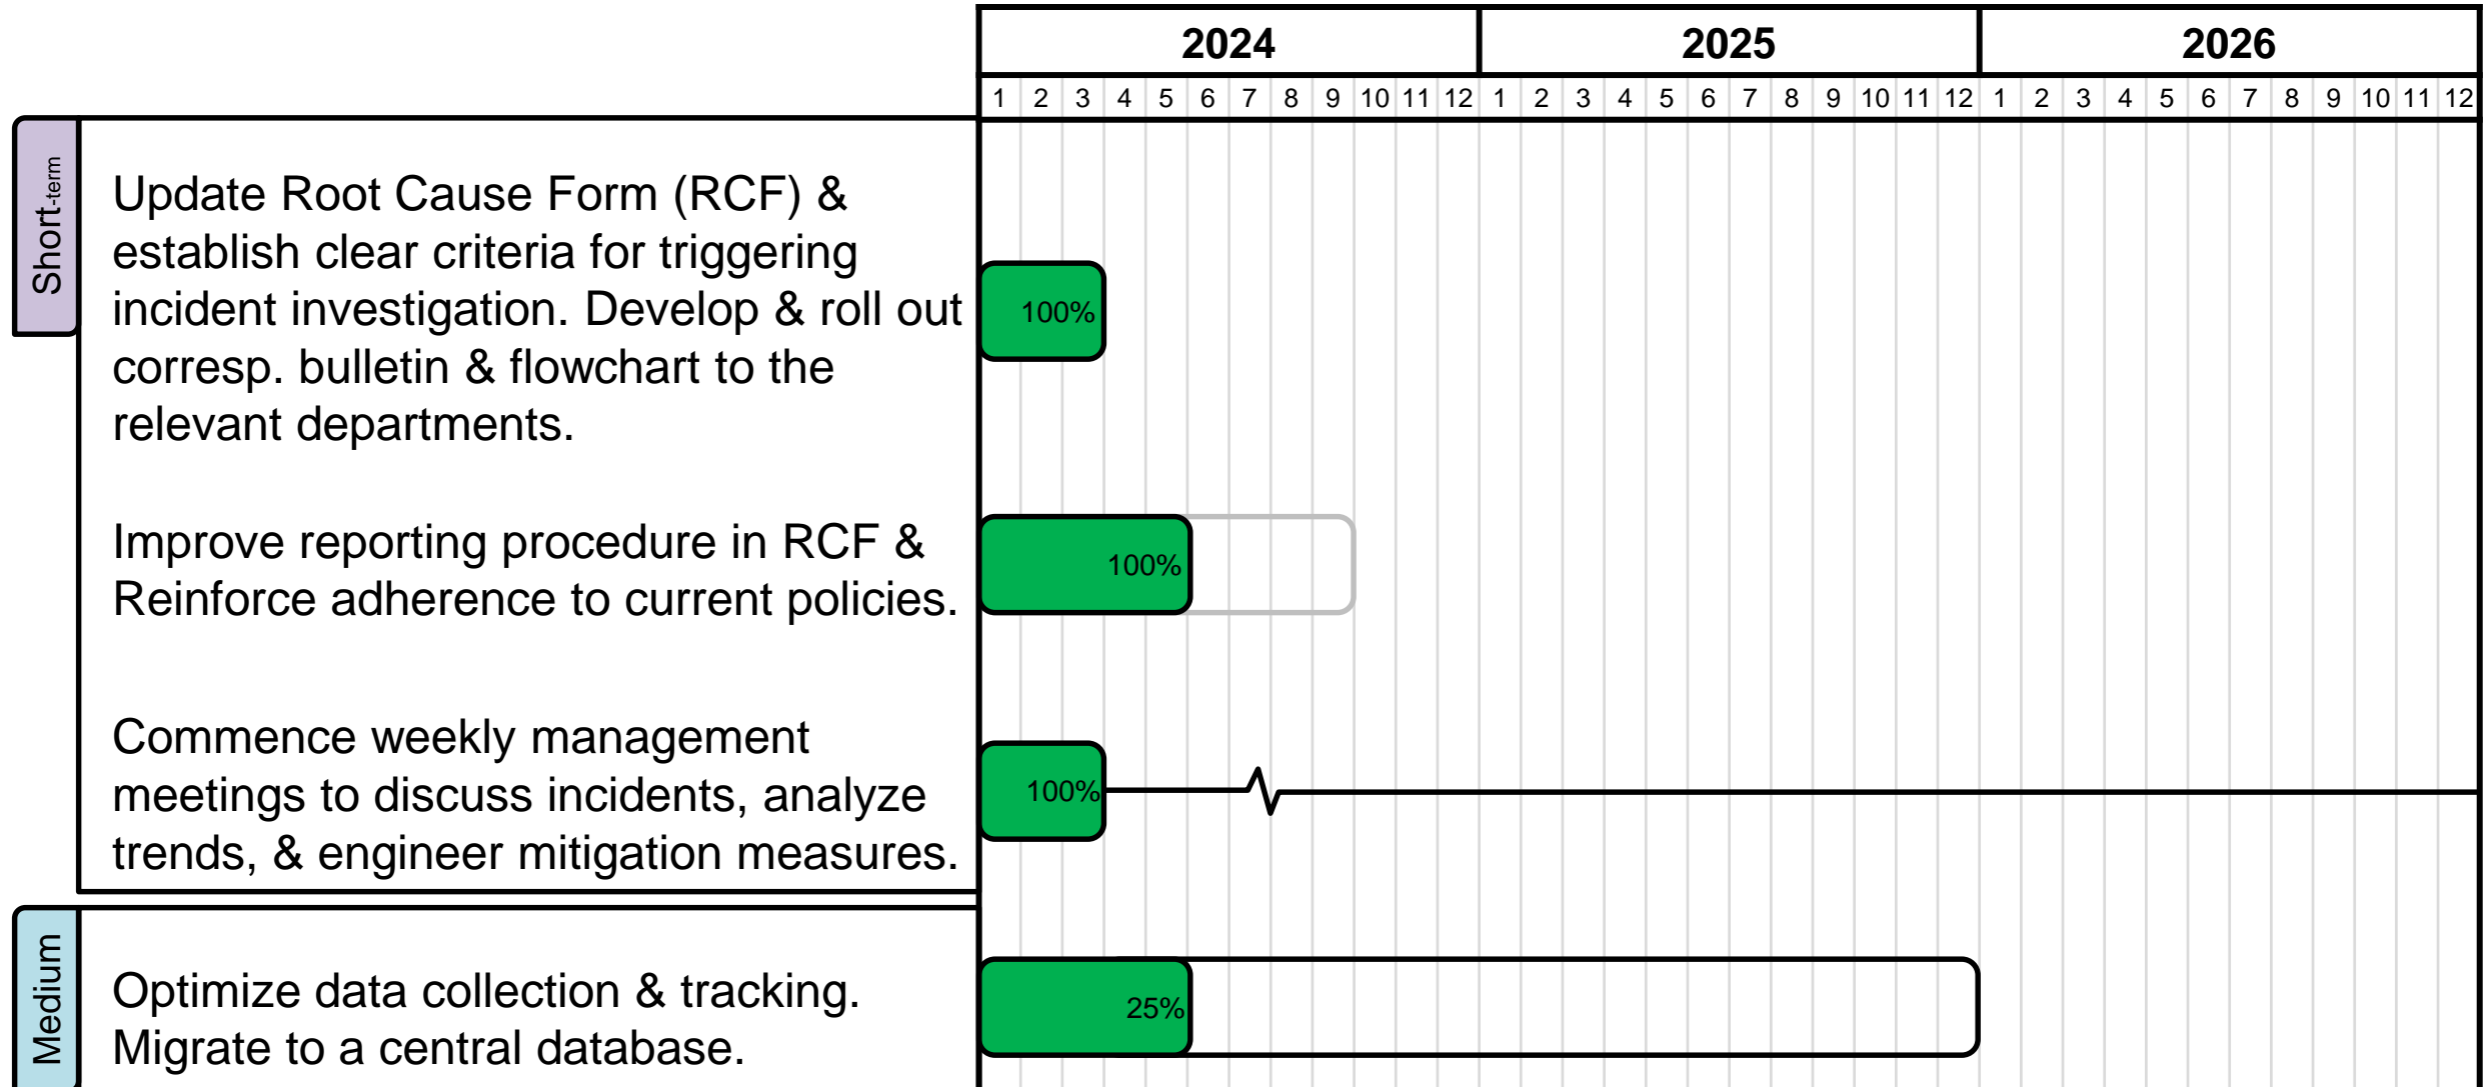 2024 2025 2026
1 2 3 4 5 6 7 8 9 10 11 12 1 2 3 4 5 6 7 8 9 10 11 12 1 2 3 4 5 6 7 8 9 10 11 12
Short-term
Update Root Cause Form (RCF) &
establish clear criteria for triggering
incident investigation. Develop & roll out
corresp. bulletin & flowchart to the
relevant departments.
100%
Improve reporting procedure in RCF &
Reinforce adherence to current policies.
100%
Commence weekly management
meetings to discuss incidents, analyze
trends, & engineer mitigation measures.
100%
Medium
Optimize data collection & tracking.
Migrate to a central database.
25%